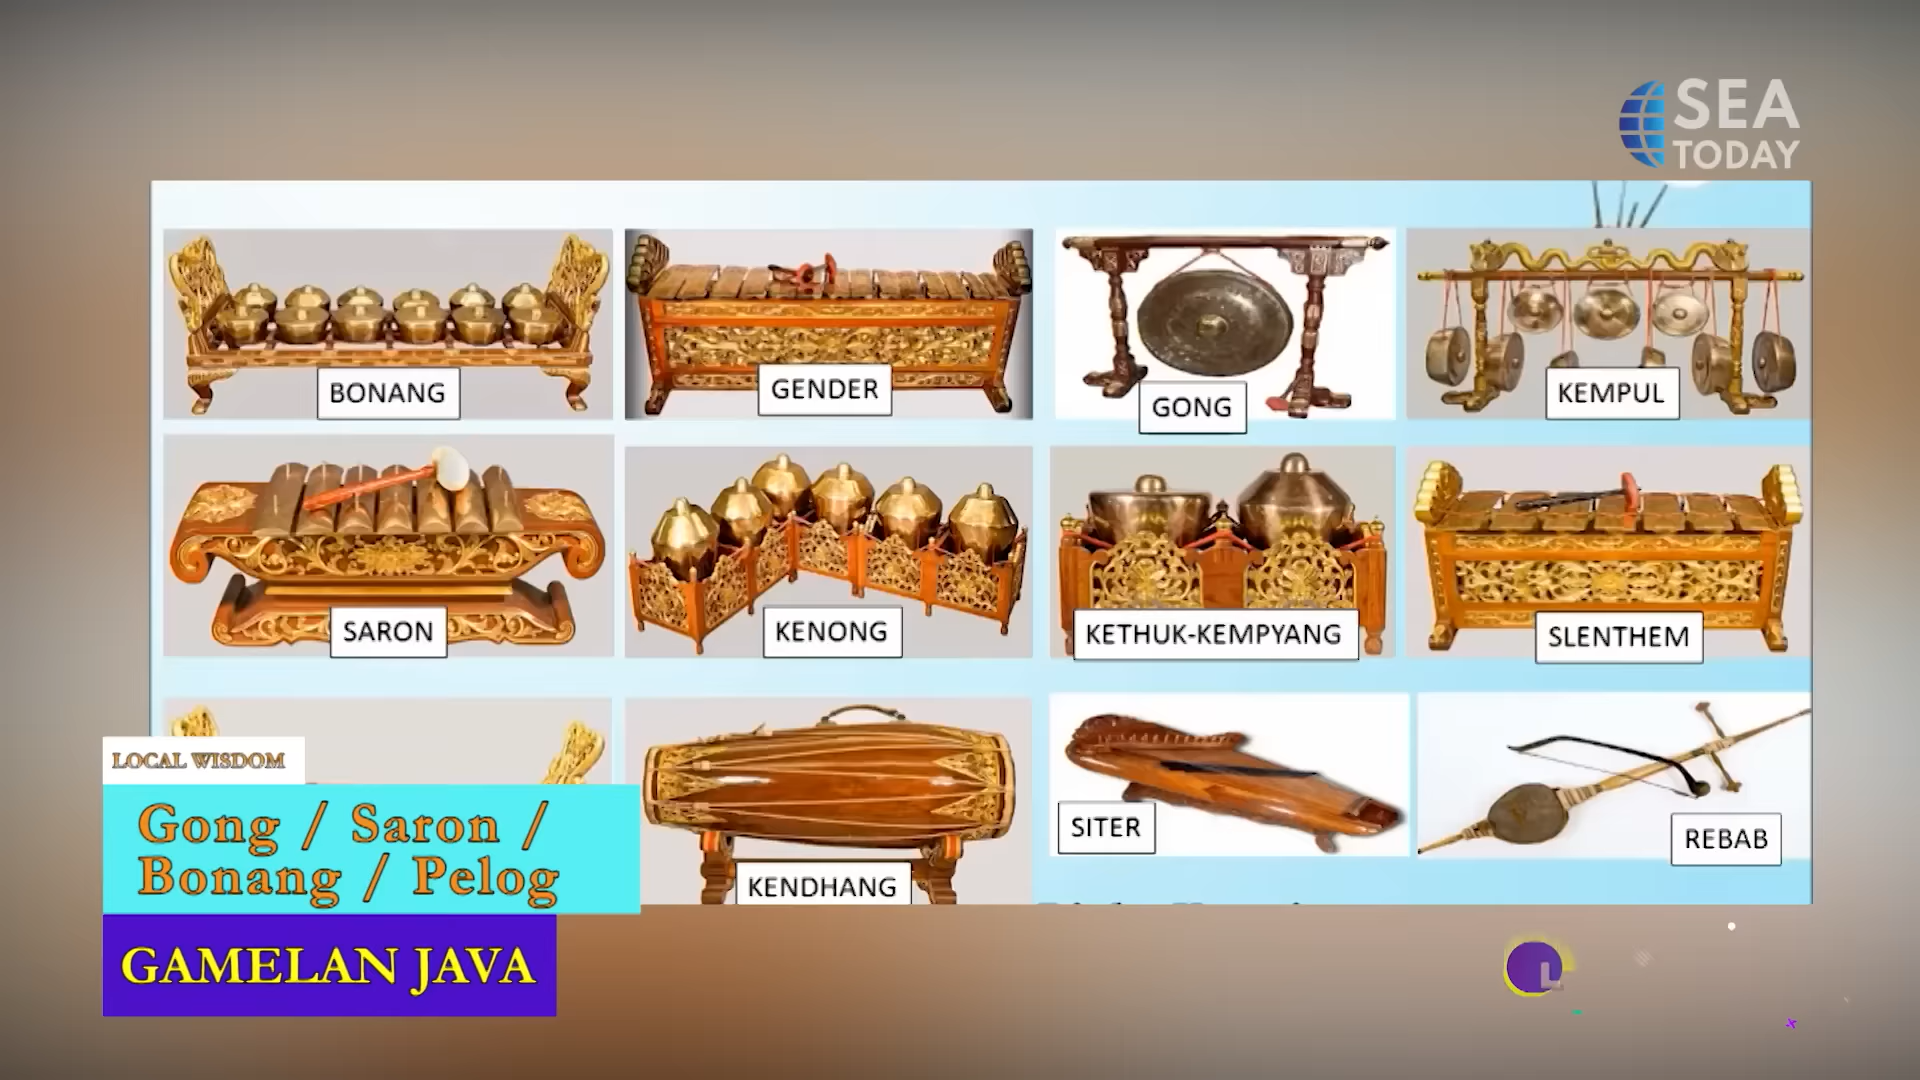 SEA
TODAY
BONANG
GENDER
GONG
KEMPUL
SARON
KENONG
KETHUK-KEMPYANG
SLENTHEM
KENDHANG
SITER
REBAB
LOCAL WISDOM
Gong / Saron /
Bonang / Pelog
GAMELAN JAVA
L